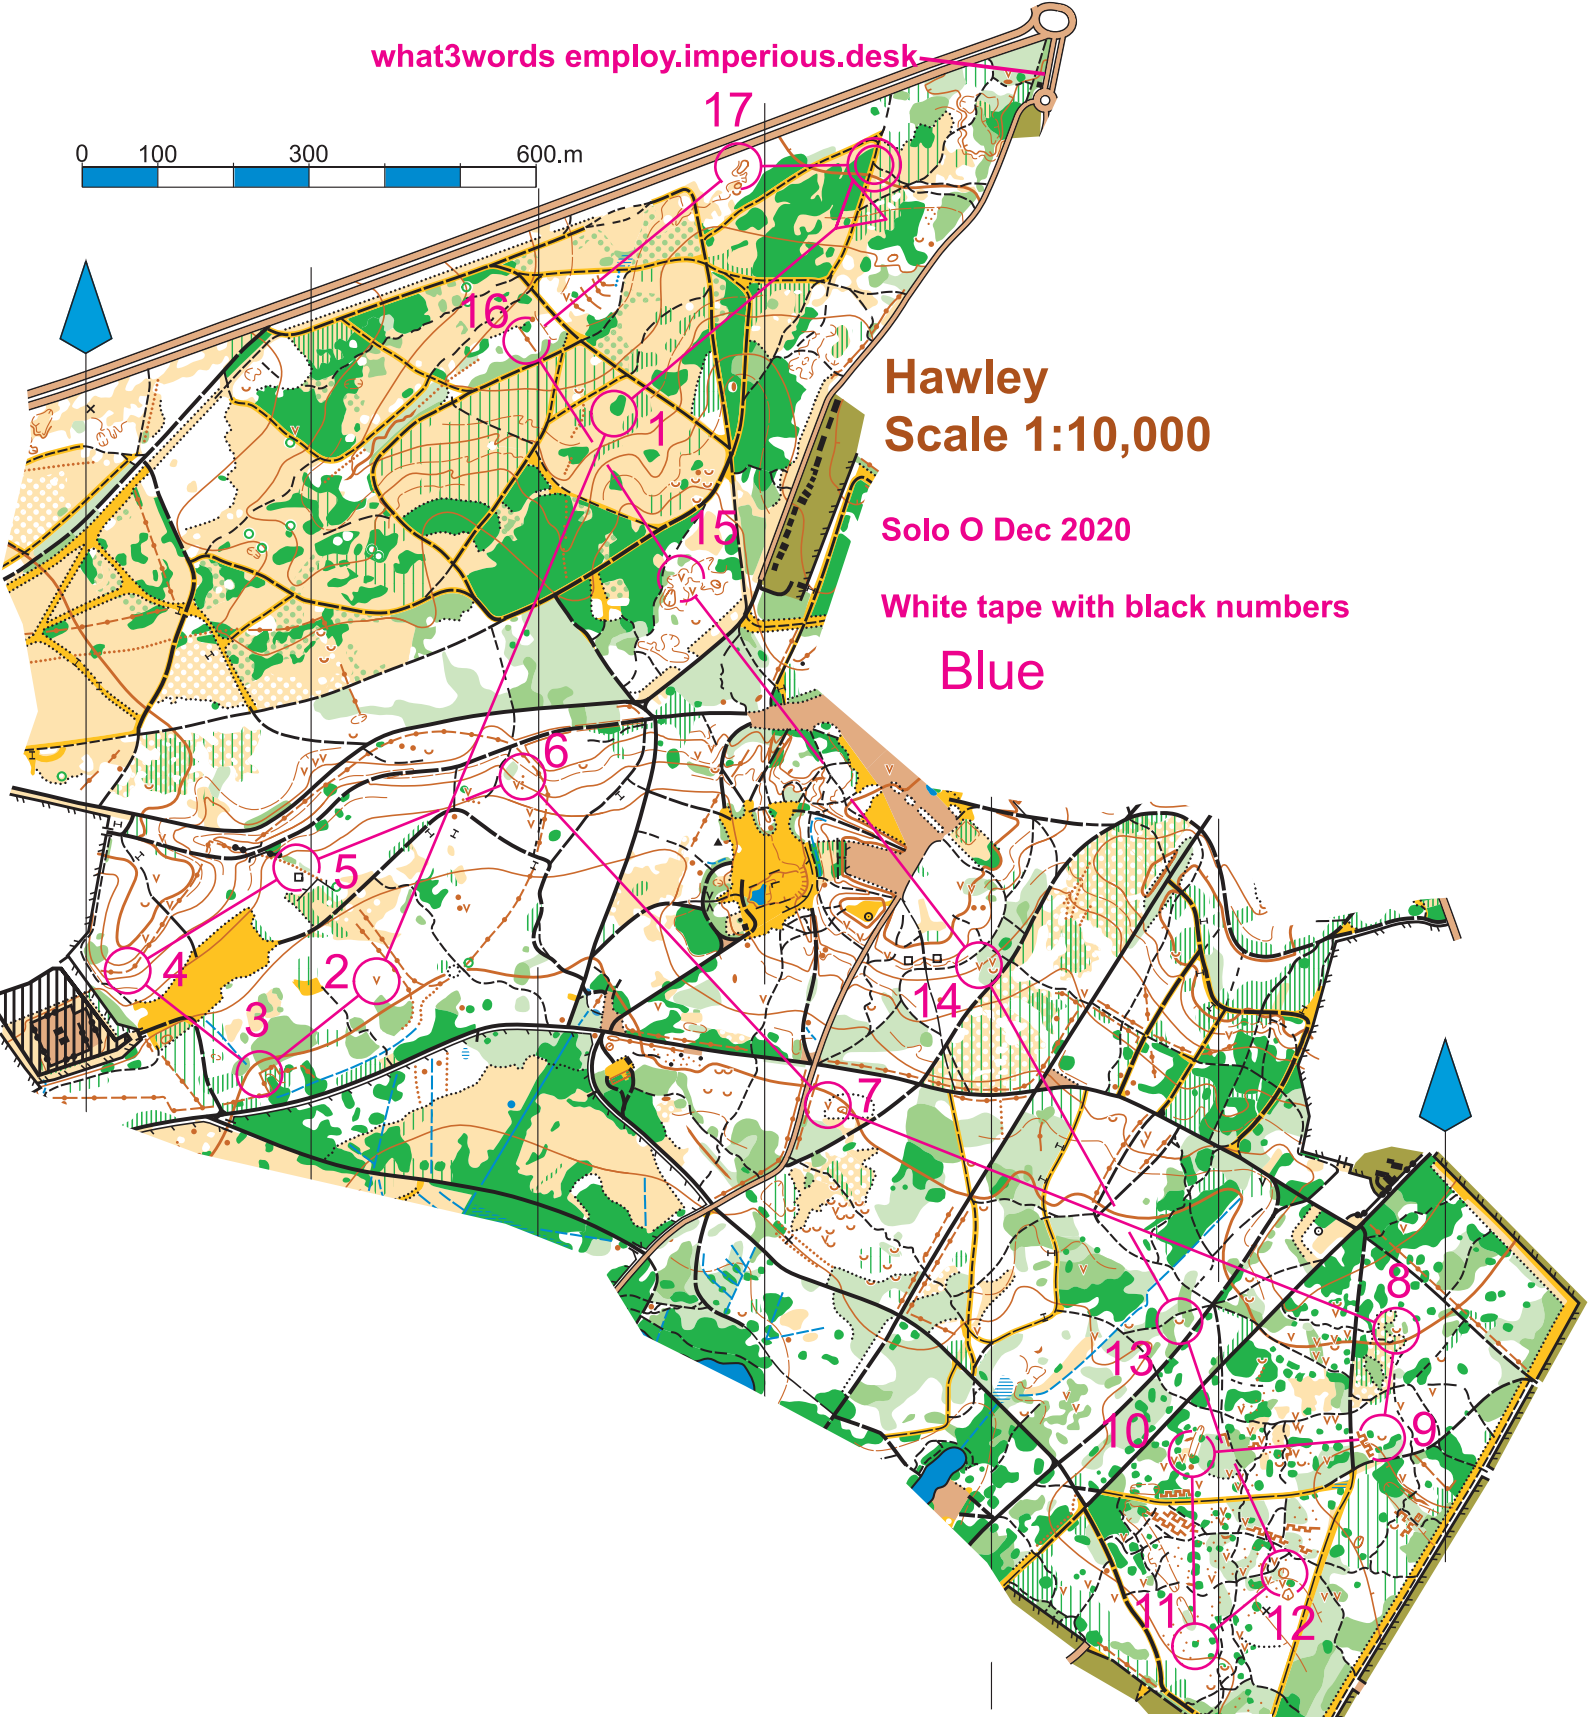 what3words employ.imperious.desk
17
0 100 300 600.m
16
Hawley
Scale 1:10,000
1
15
Solo O Dec 2020
White tape with black numbers
Blue
6
5
4
2
14
3
7
8
13
10
9
11
12